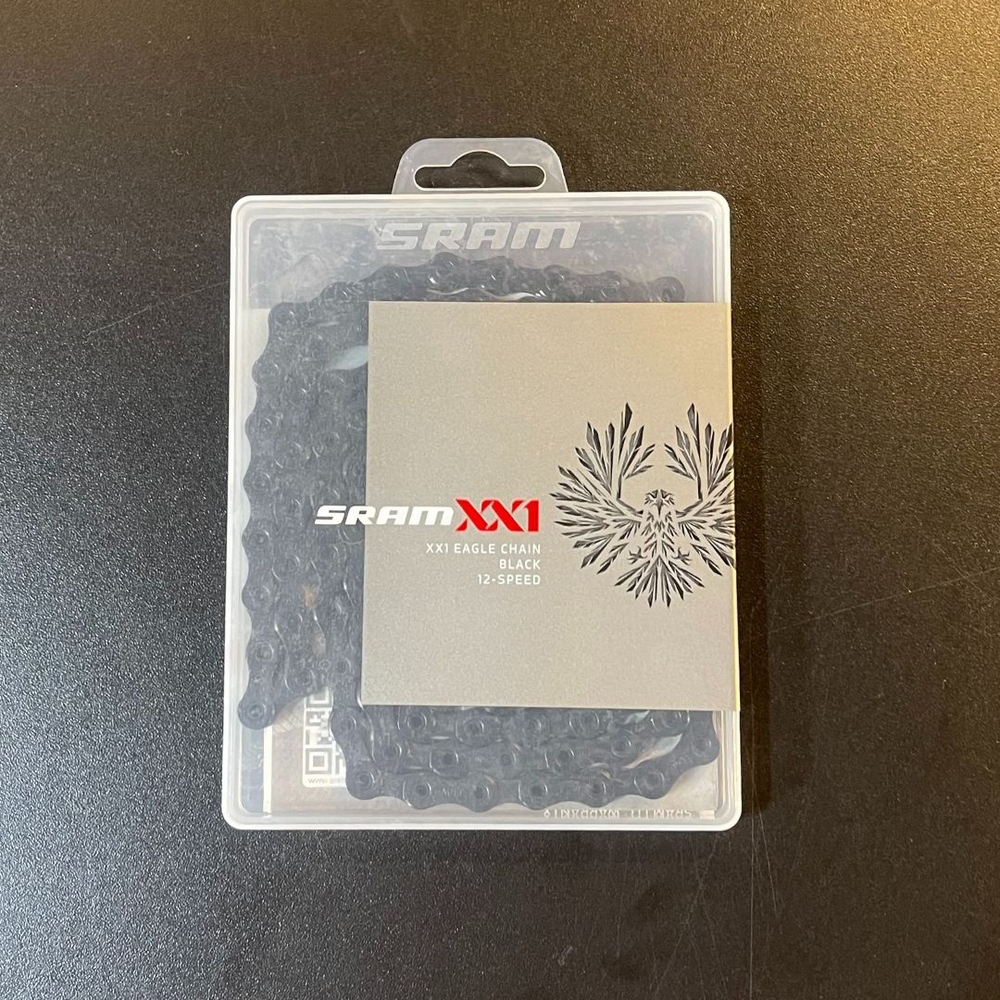 SRAM
SRAM XX1
XX1 EAGLE CHAIN
BLACK
12-SPEED